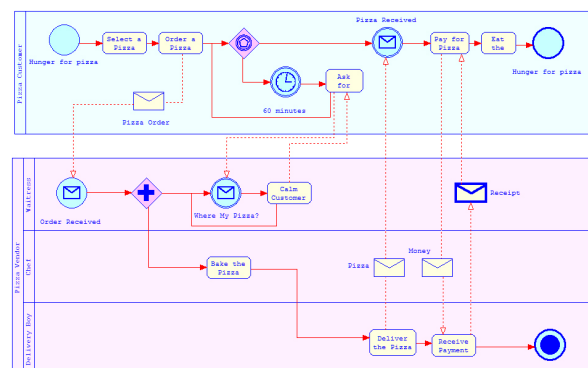 Pizza Customer
Hunger for pizza
Select a
Pizza
Order a
Pizza
Pizza Order
60 minutes
Ask
for
Pizza Received
Pay for
Pizza
Eat
the
Hunger for pizza
Pizza Vendor
Waitress
Order Received
Where My Pizza?
Calm
Customer
Receipt
Chef
Bake the
Pizza
Pizza
Money
Delivery Boy
Deliver
the Pizza
Receive
Payment